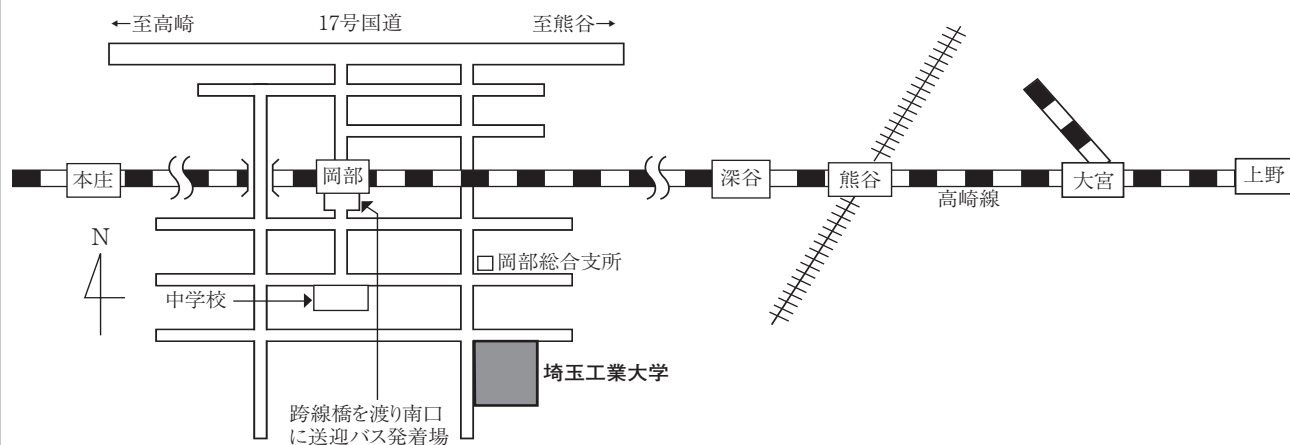 ←至高崎 17号国道 至熊谷→
本庄 岡部 深谷 熊谷 大宮 上野
高崎線
N
岡部総合支所
中学校
埼玉工業大学
跨線橋を渡り南口
に送迎バス発着場